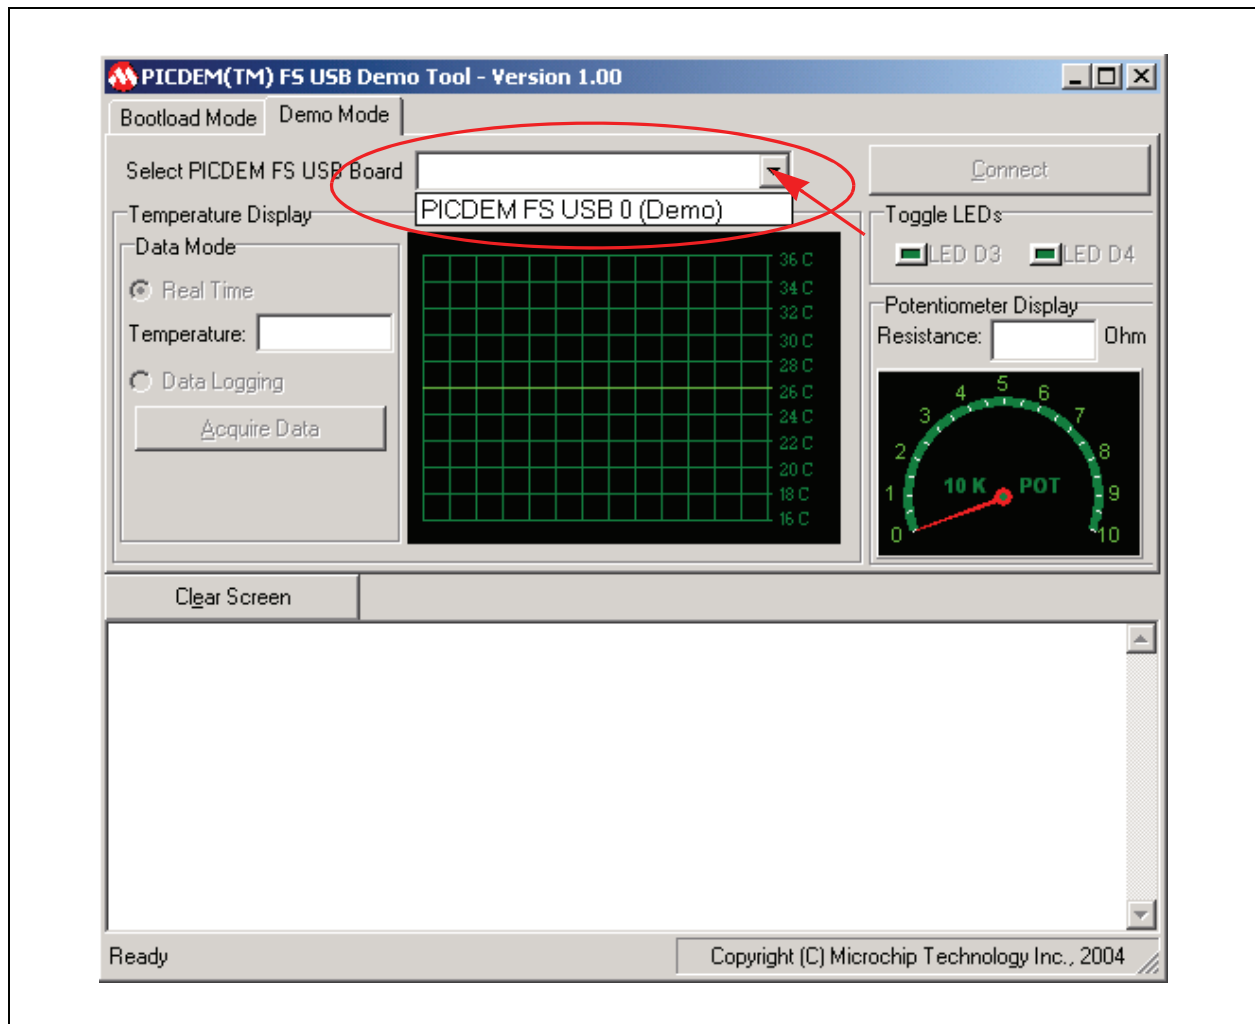 PICDEM(TM) FS USB Demo Tool - Version 1.00
Bootload Mode
Demo Mode
Select PICDEM FS USB Board
PICDEM FS USB 0 (Demo)
Connect
Temperature Display
Data Mode
Real Time
Temperature:
Data Logging
Acquire Data
36 C
34 C
32 C
30 C
28 C
26 C
24 C
22 C
20 C
18 C
16 C
Toggle LEDs
LED D3
LED D4
Potentiometer Display
Resistance:
Ohm
0
1
2
3
4
5
6
7
8
9
10
10 K POT
Clear Screen
Ready
Copyright (C) Microchip Technology Inc., 2004